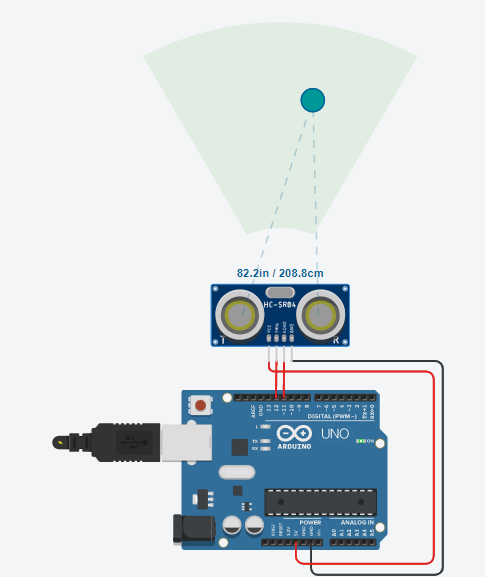 82.2in / 208.8cm
HC-SR04
VCC
TRIG
ECHO
GND
T
R
AREF
GND
13
12
~11
~10
~9
8
7
~6
~5
4
~3
2
TX→1
RX←0
DIGITAL (PWM~)
L
TX
RX
UNO
ARDUINO
ON
POWER
ANALOG IN
IOREF
RESET
3.3V
5V
GND
GND
Vin
A0
A1
A2
A3
A4
A5